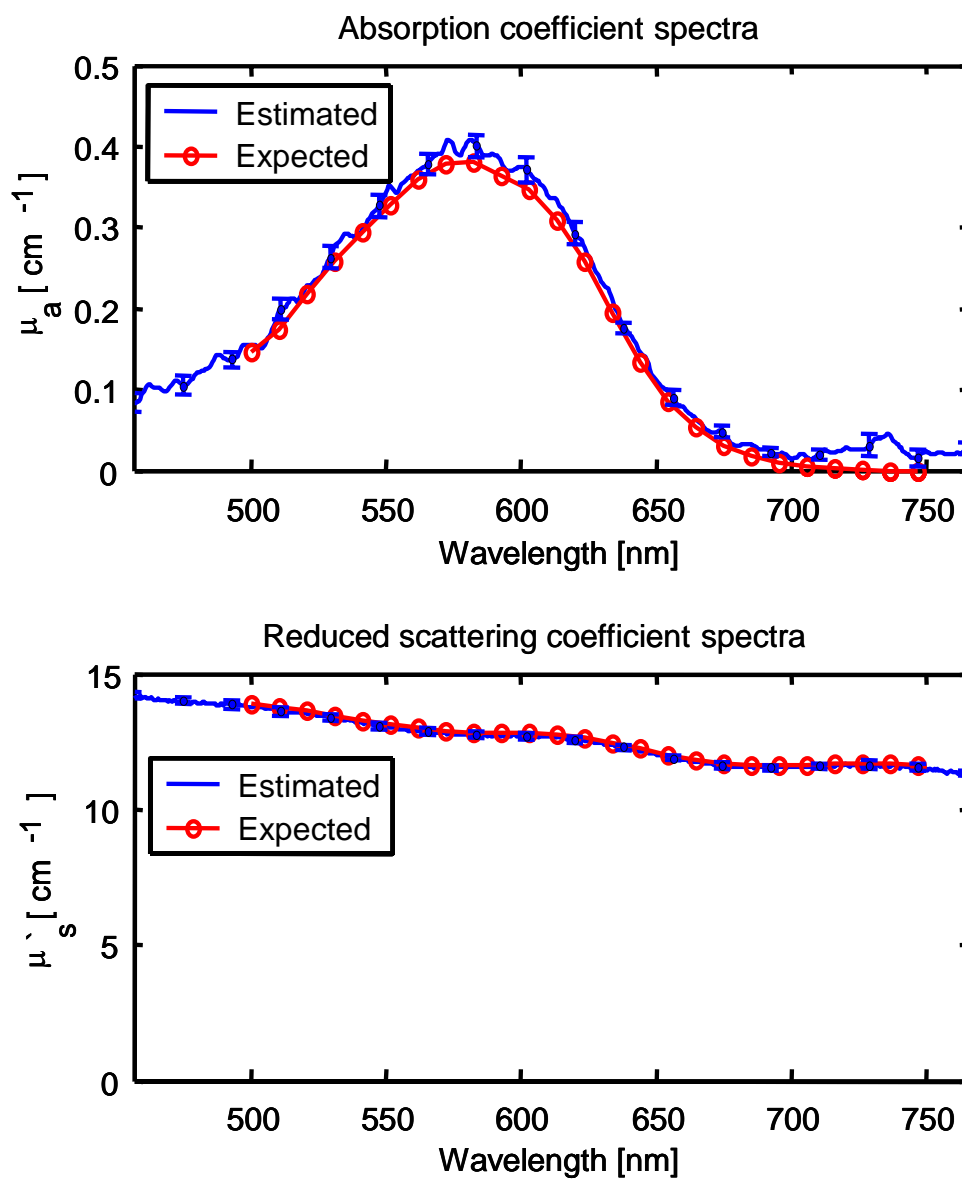 Absorption coefficient spectra
0.5
0.4
0.3
0.2
0.1
0
μ a [ cm -1 ]
Estimated
Expected
500 550 600 650 700 750
Wavelength [nm]
Reduced scattering coefficient spectra
15
10
5
0
μ ` s [ cm -1 ]
Estimated
Expected
500 550 600 650 700 750
Wavelength [nm]